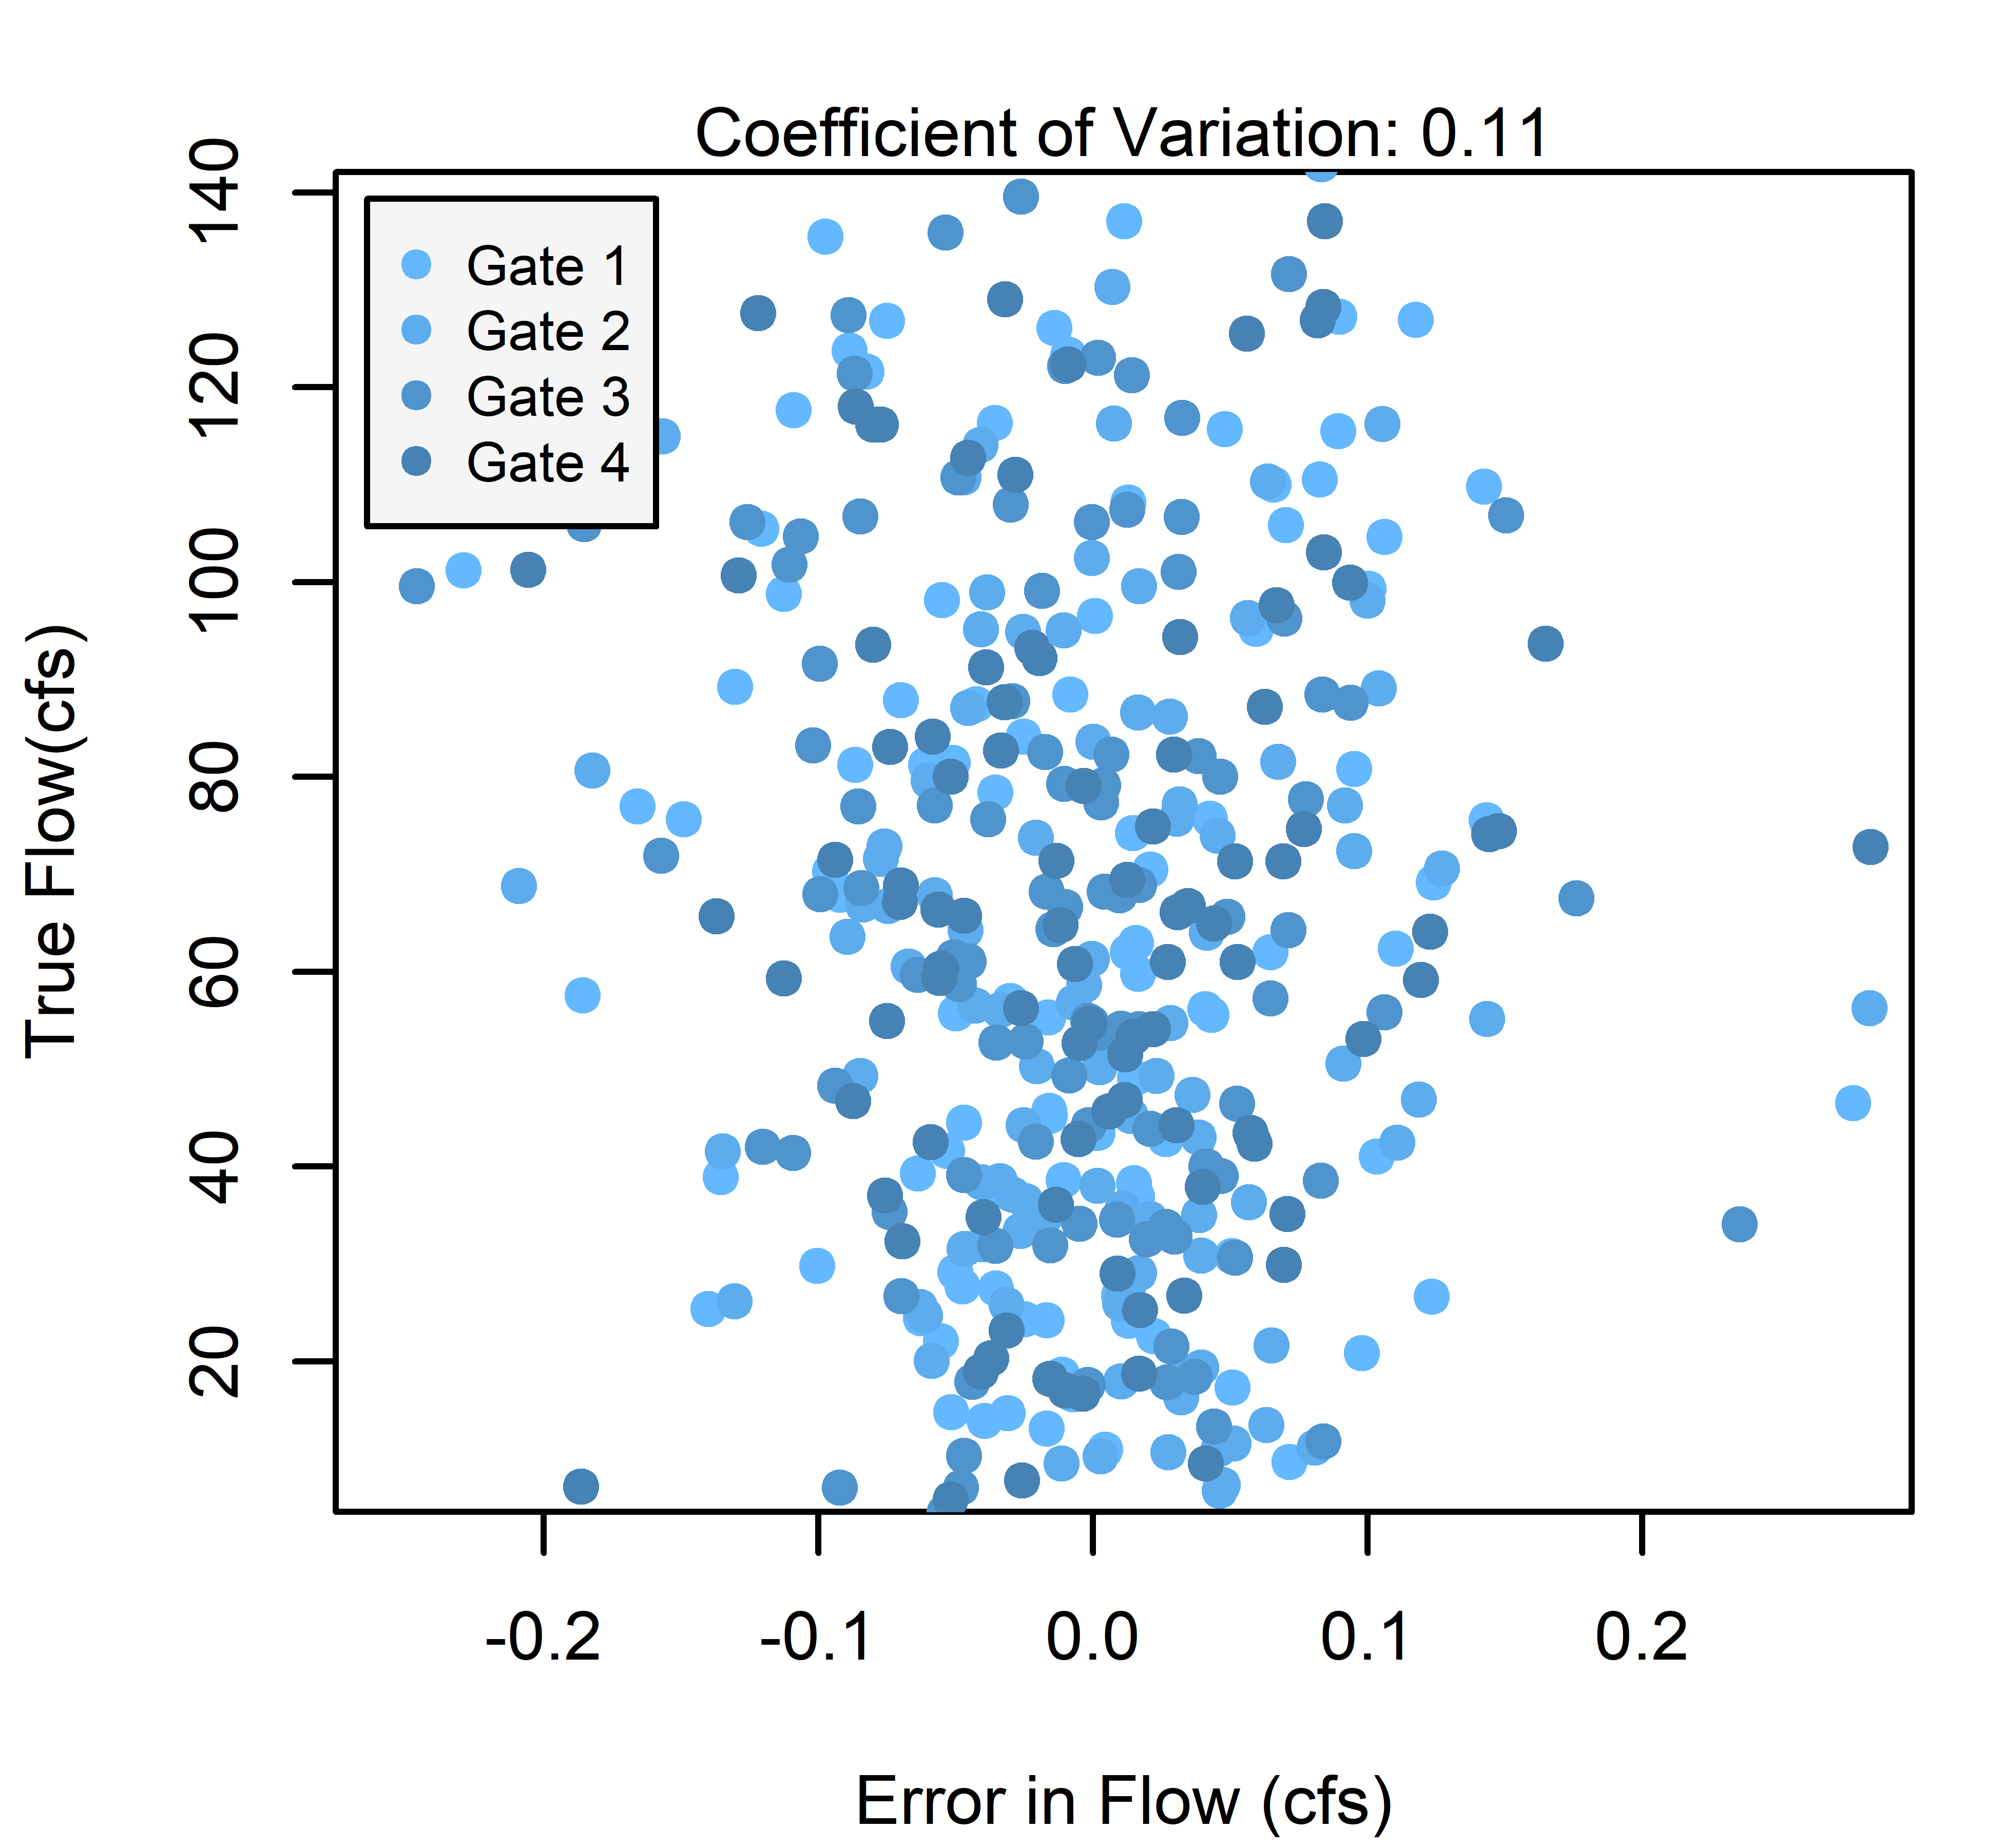 Coefficient of Variation: 0.11
140
120
100
80
60
40
20
True Flow(cfs)
Gate 1
Gate 2
Gate 3
Gate 4
-0.2 -0.1 0.0 0.1 0.2
Error in Flow (cfs)